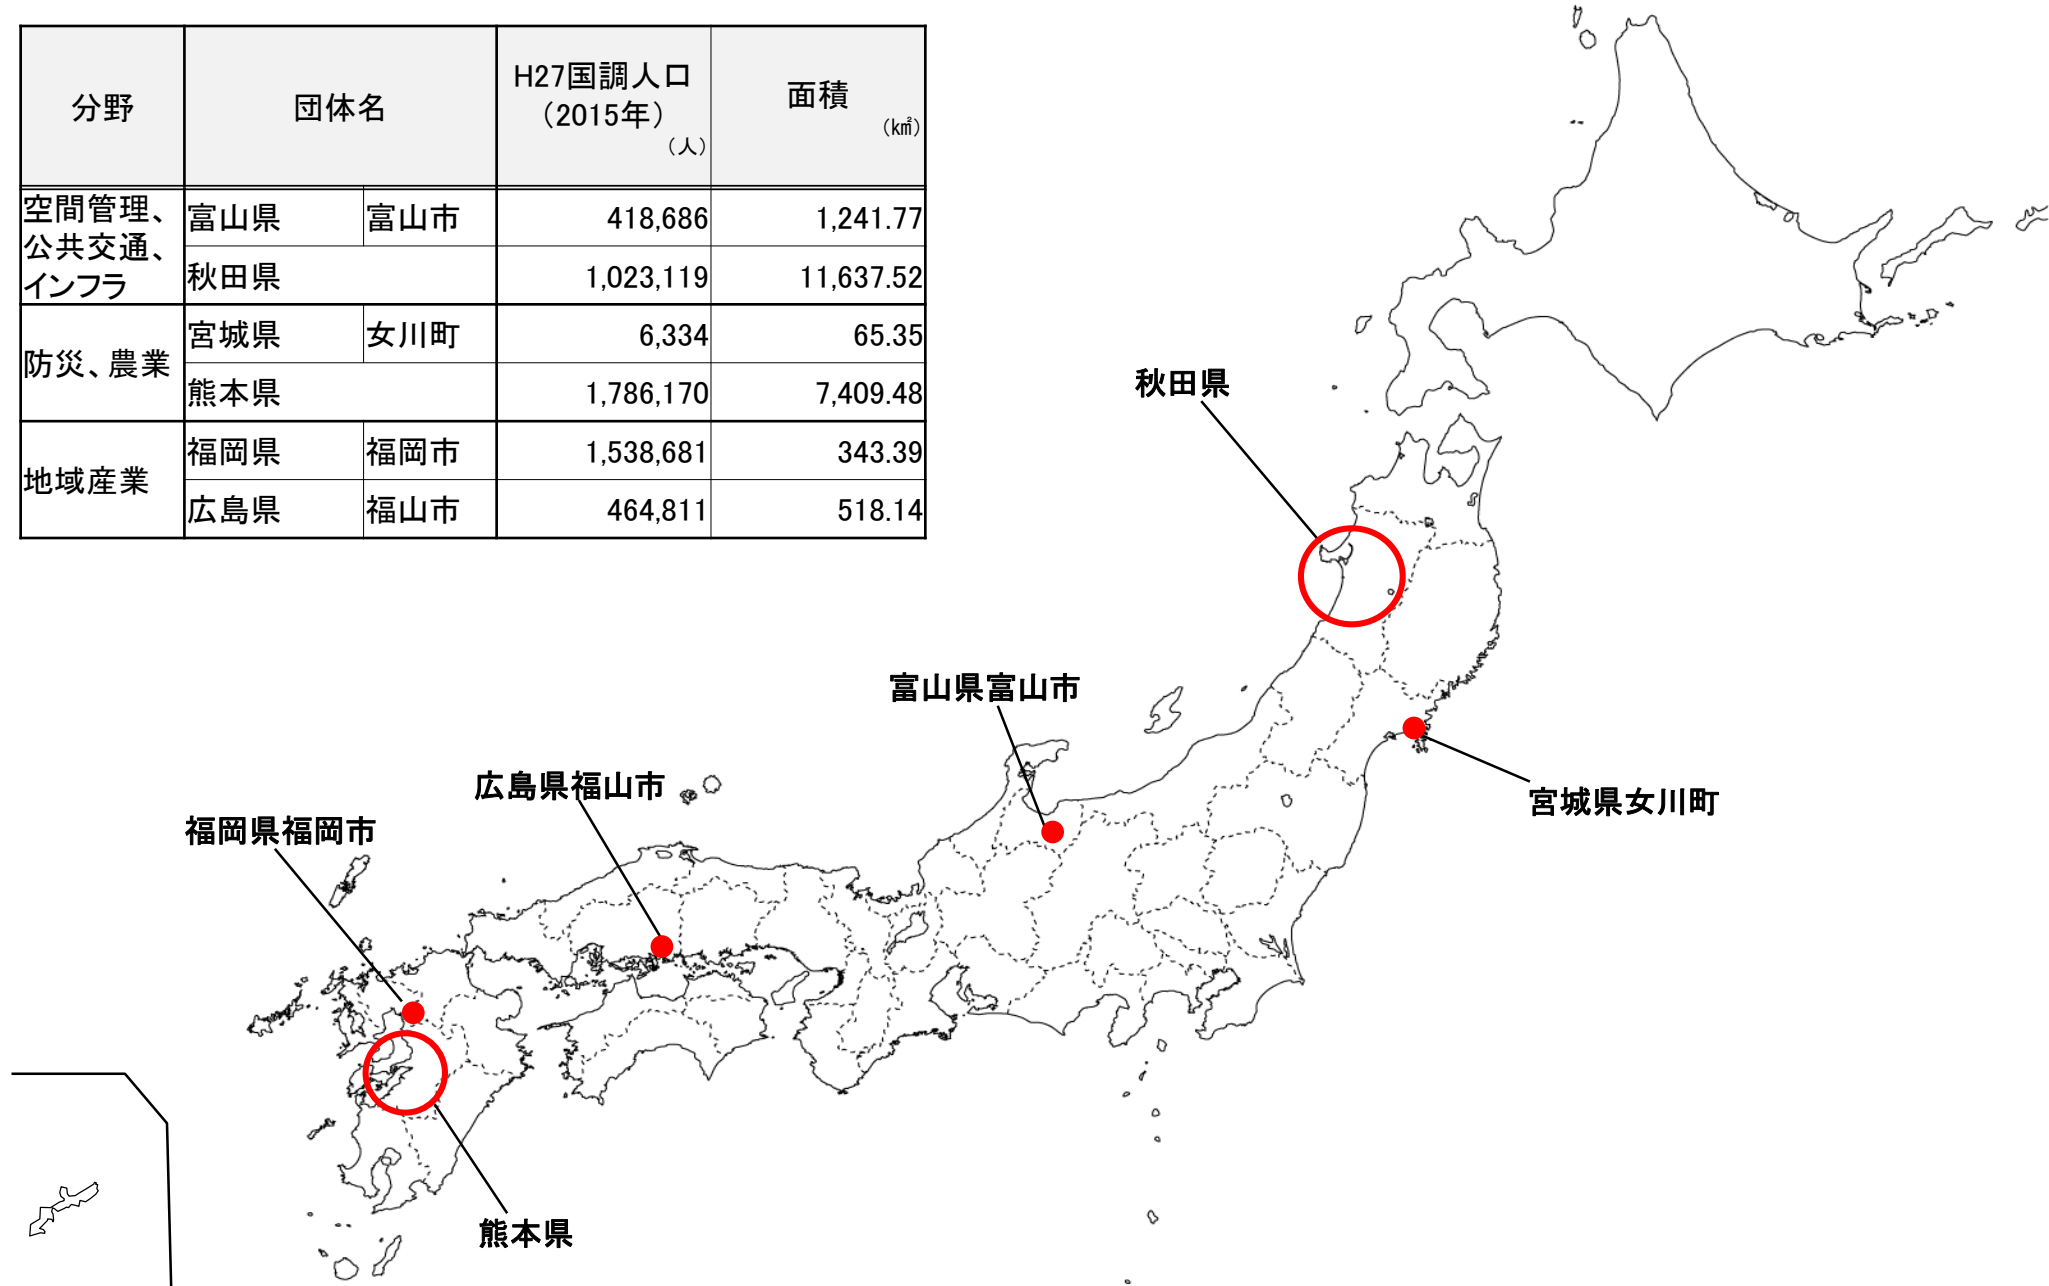 分野
団体名
H27国調人口
（2015年）
（人）
面積
（k㎡）
空間管理、
公共交通、
インフラ
富山県 富山市 418,686 1,241.77
秋田県 1,023,119 11,637.52
防災、農業
宮城県 女川町 6,334 65.35
熊本県 1,786,170 7,409.48
地域産業
福岡県 福岡市 1,538,681 343.39
広島県 福山市 464,811 518.14
秋田県
富山県富山市
広島県福山市
宮城県女川町
福岡県福岡市
熊本県